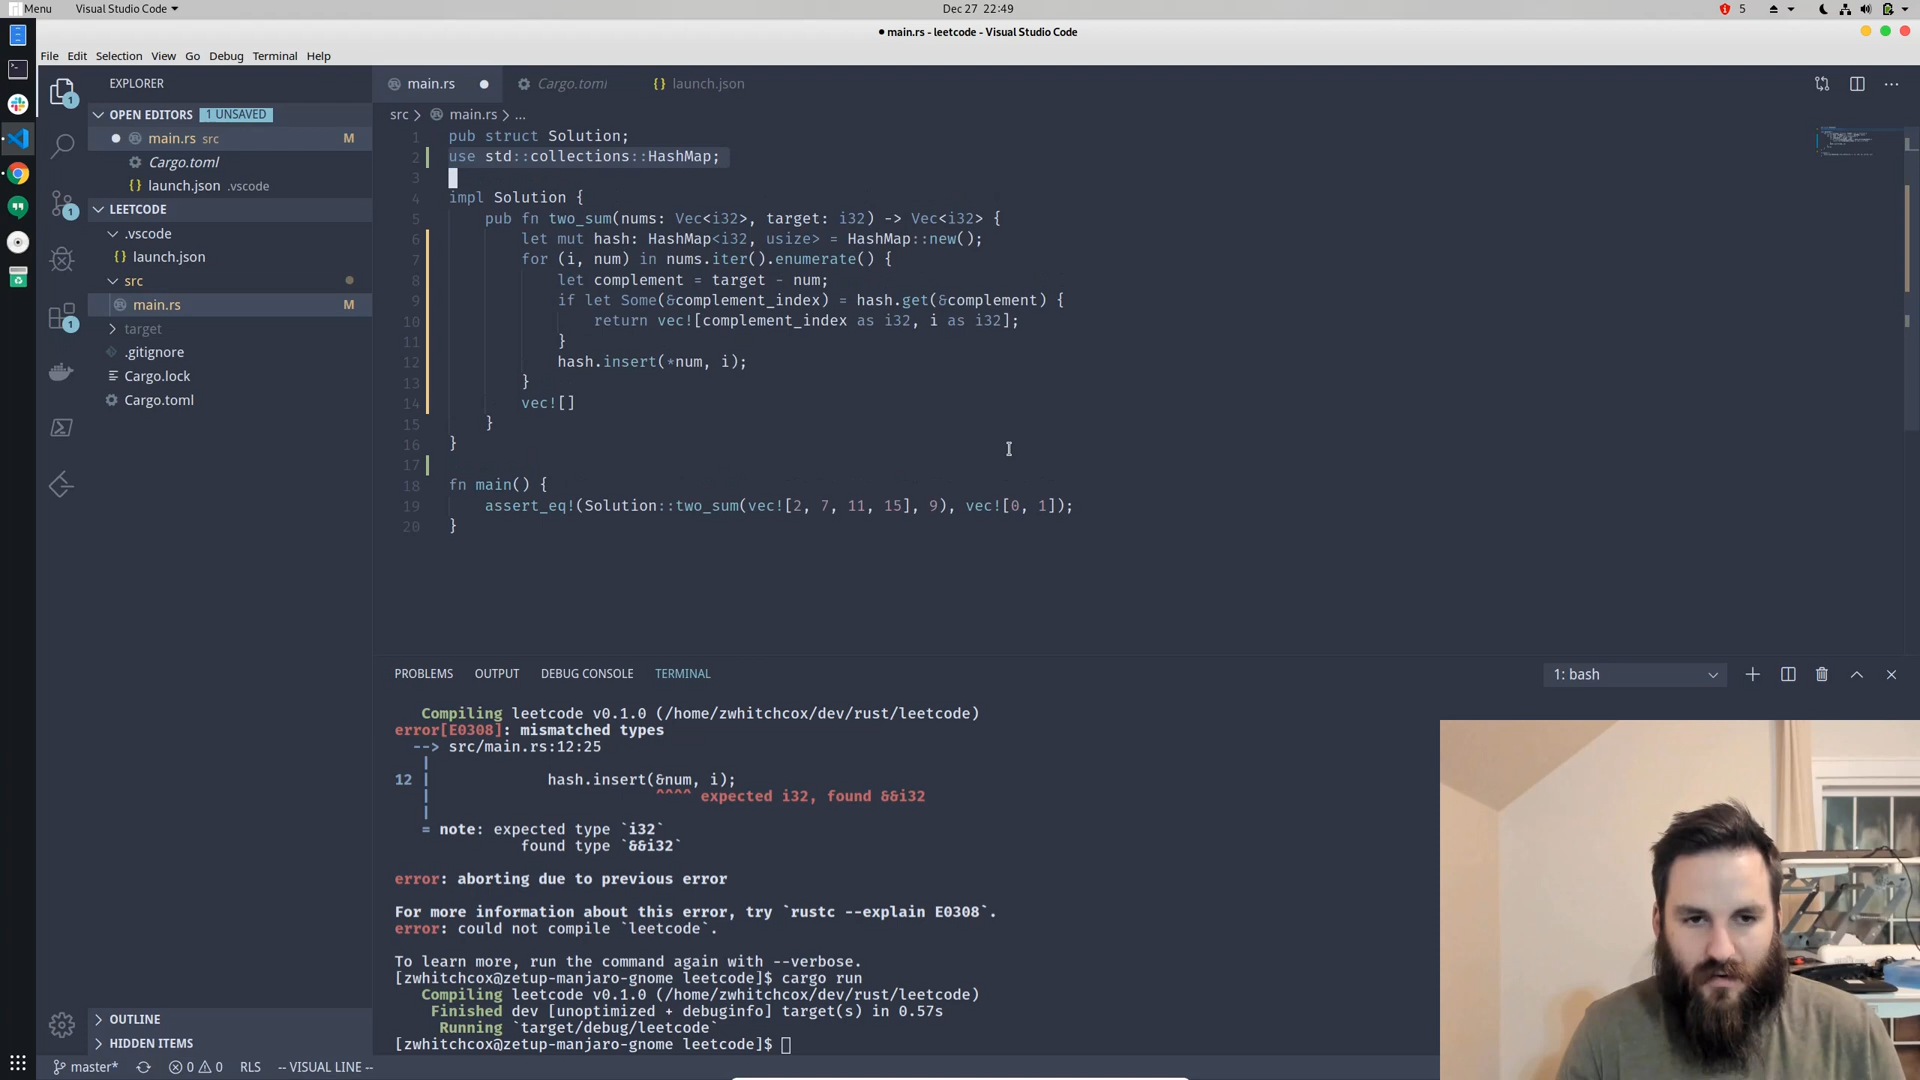 Menu
Visual Studio Code
Dec 27 22:49
5
● main.rs - leetcode - Visual Studio Code
File Edit Selection View Go Debug Terminal Help
EXPLORER
OPEN EDITORS 1 UNSAVED
main.rs src M
Cargo.toml
launch.json .vscode
LEETCODE
.vscode
launch.json
src
main.rs M
target
.gitignore
Cargo.lock
Cargo.toml
OUTLINE
HIDDEN ITEMS
1
1
1
main.rs
Cargo.toml
launch.json
src > main.rs > ...
1 pub struct Solution;
2 use std::collections::HashMap;
3
4 impl Solution {
5 pub fn two_sum(nums: Vec<i32>, target: i32) -> Vec<i32> {
6 let mut hash: HashMap<i32, usize> = HashMap::new();
7 for (i, num) in nums.iter().enumerate() {
8 let complement = target - num;
9 if let Some(&complement_index) = hash.get(&complement) {
10 return vec![complement_index as i32, i as i32];
11 }
12 hash.insert(*num, i);
13 }
14 vec![]
15 }
16 }
17
18 fn main() {
19 assert_eq!(Solution::two_sum(vec![2, 7, 11, 15], 9), vec![0, 1]);
20 }
PROBLEMS OUTPUT DEBUG CONSOLE TERMINAL
1: bash
Compiling leetcode v0.1.0 (/home/zwhitchcox/dev/rust/leetcode)
error[E0308]: mismatched types
--> src/main.rs:12:25
|
12 | hash.insert(&num, i);
| ^^^^ expected i32, found &&i32
|
= note: expected type `i32`
found type `&&i32`
error: aborting due to previous error
For more information about this error, try `rustc --explain E0308`.
error: could not compile `leetcode`.
To learn more, run the command again with --verbose.
[zwhitchcox@zetup-manjaro-gnome leetcode]$ cargo run
Compiling leetcode v0.1.0 (/home/zwhitchcox/dev/rust/leetcode)
Finished dev [unoptimized + debuginfo] target(s) in 0.57s
Running `target/debug/leetcode`
[zwhitchcox@zetup-manjaro-gnome leetcode]$
master* 0 0 RLS -- VISUAL LINE --